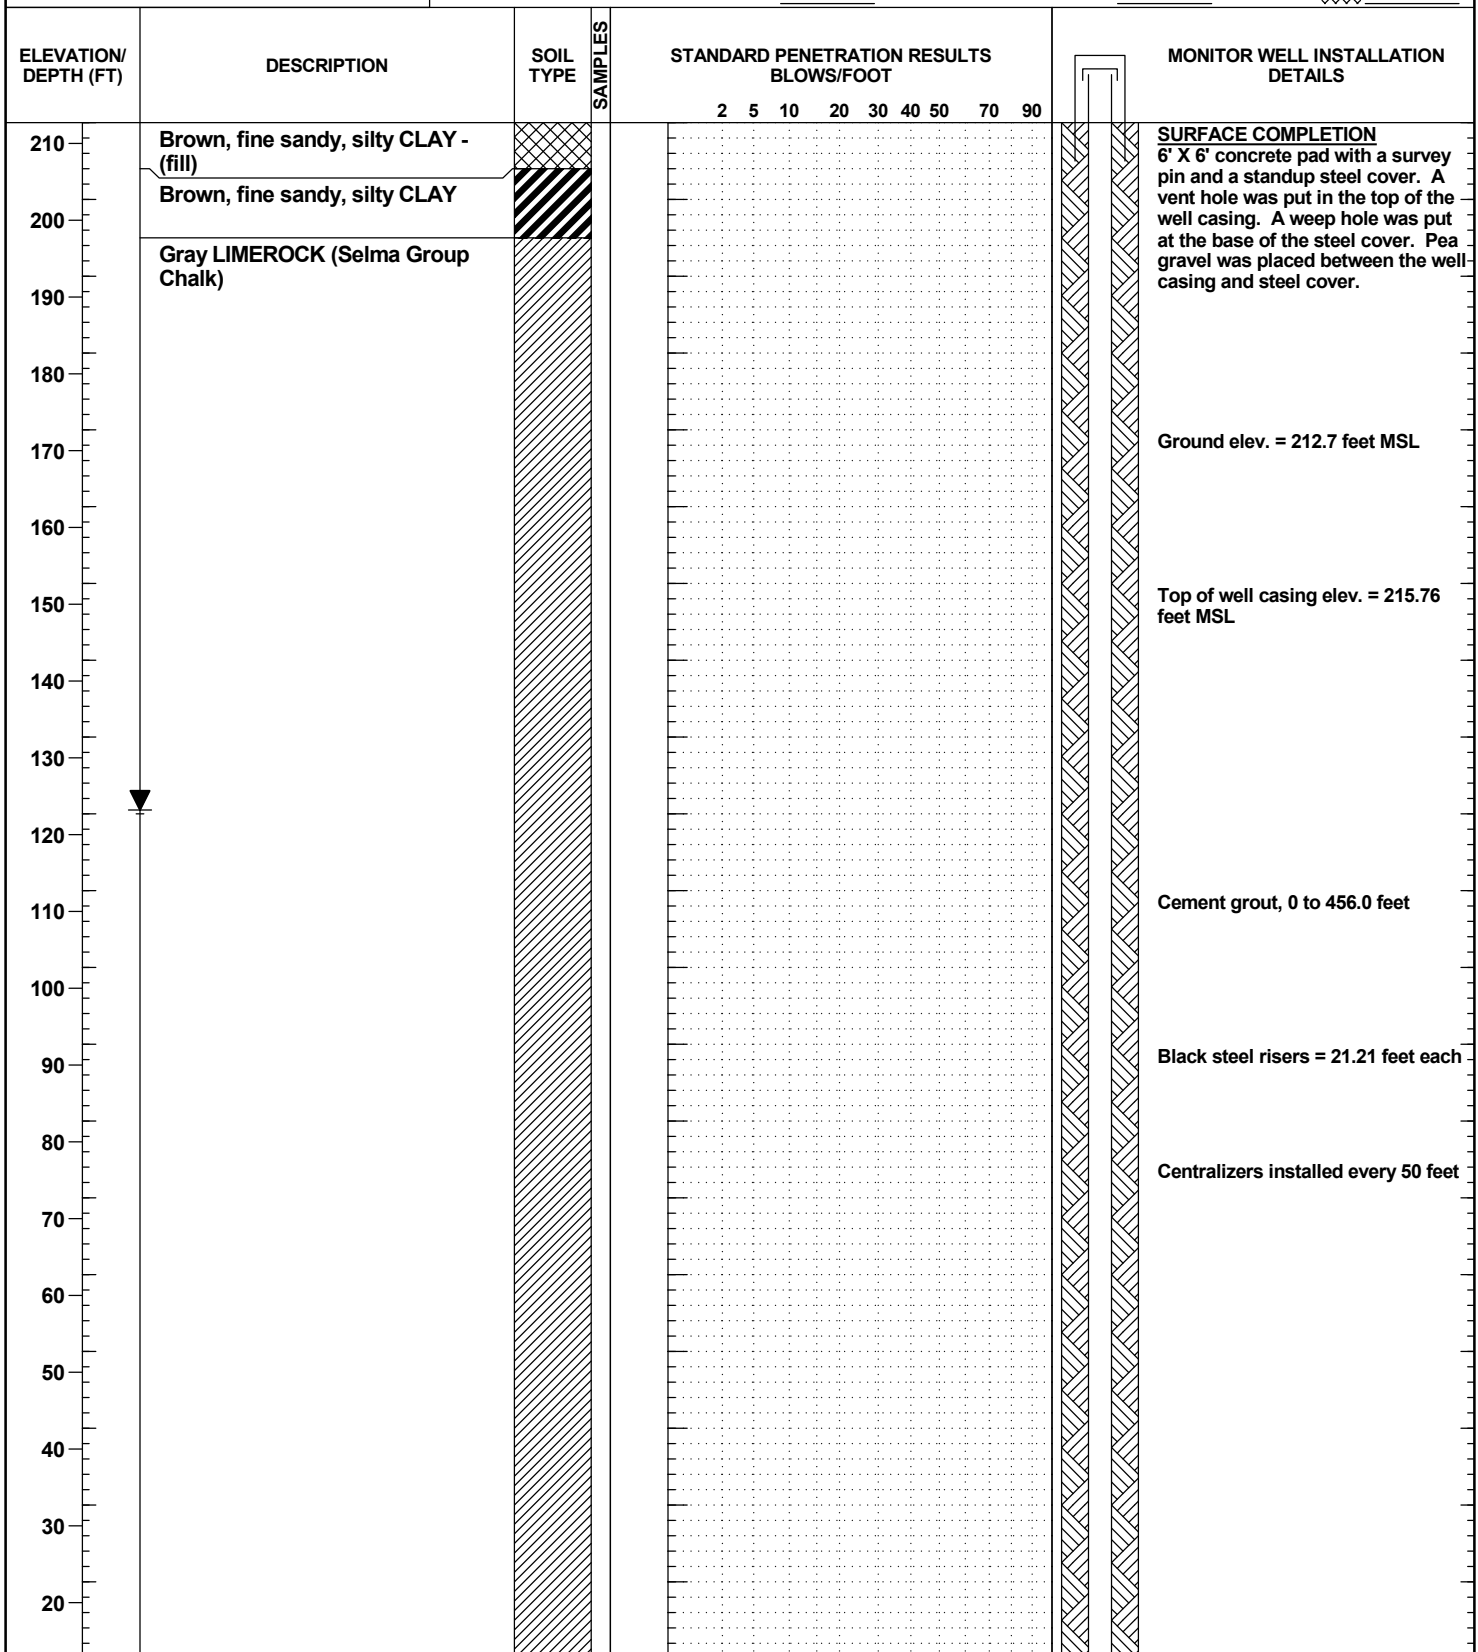 ELEVATION/
DEPTH (FT)
DESCRIPTION
SOIL
TYPE
SAMPLES
STANDARD PENETRATION RESULTS
BLOWS/FOOT
2 5 10 20 30 40 50 70 90
MONITOR WELL INSTALLATION
DETAILS
210
200
190
180
170
160
150
140
130
120
110
100
90
80
70
60
50
40
30
20
Brown, fine sandy, silty CLAY -
(fill)
Brown, fine sandy, silty CLAY
Gray LIMEROCK (Selma Group
Chalk)
SURFACE COMPLETION
6' X 6' concrete pad with a survey
pin and a standup steel cover. A
vent hole was put in the top of the
well casing. A weep hole was put
at the base of the steel cover. Pea
gravel was placed between the well
casing and steel cover.
Ground elev. = 212.7 feet MSL
Top of well casing elev. = 215.76
feet MSL
Cement grout, 0 to 456.0 feet
Black steel risers = 21.21 feet each
Centralizers installed every 50 feet